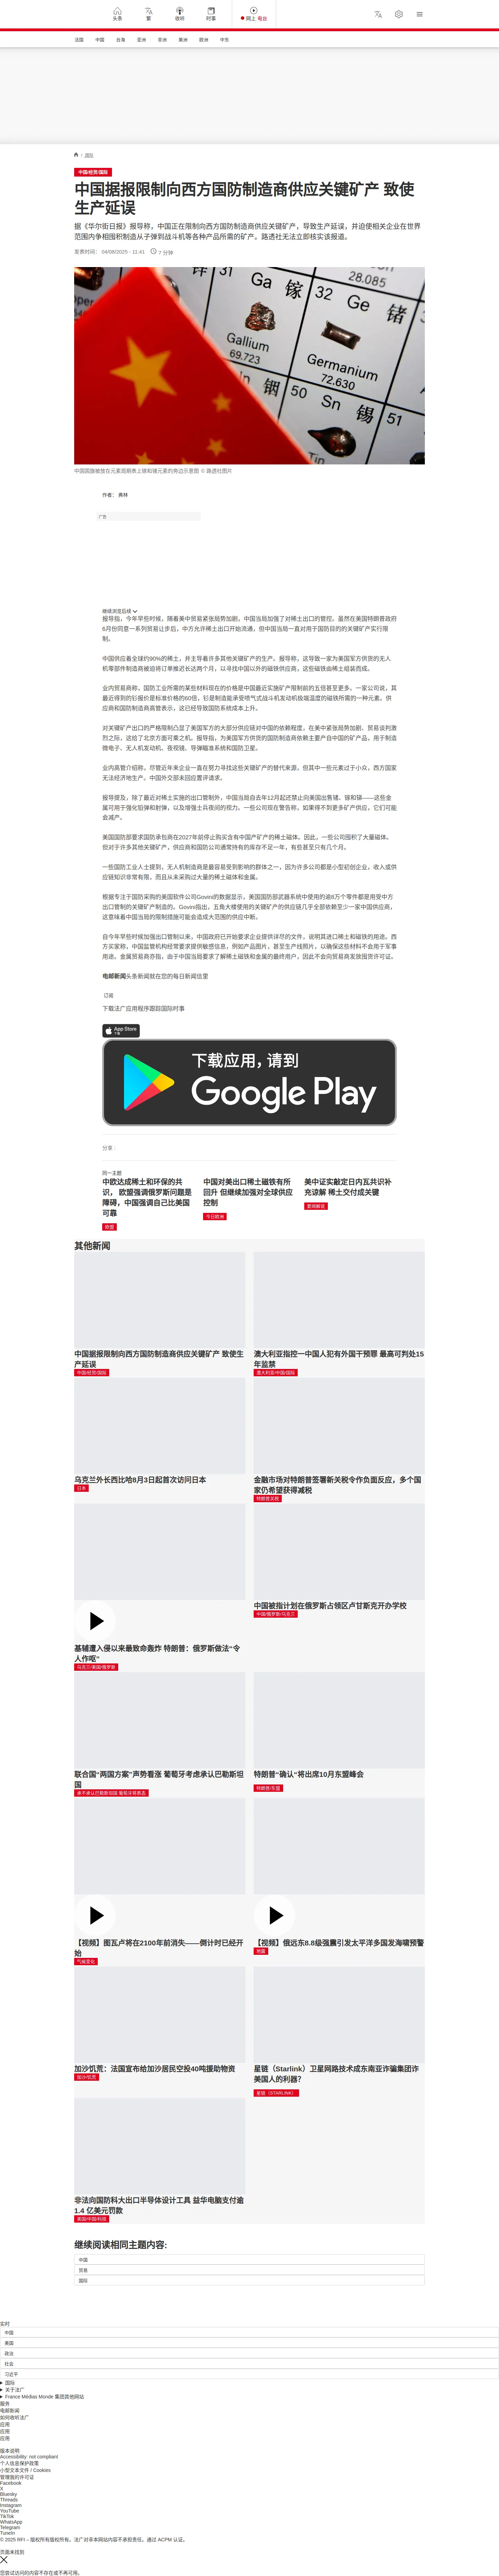 头条
繁
收听
时事
网上 电台
法国
中国
台海
亚洲
非洲
美洲
欧洲
中东
/ 国际
中国/经贸/国际
中国据报限制向西方国防制造商供应关键矿产 致使
生产延误
据《华尔街日报》报导称，中国正在限制向西方国防制造商供应关键矿产，导致生产延误，并迫使相关企业在世界
范围内争相囤积制造从子弹到战斗机等各种产品所需的矿产。路透社无法立即核实该报道。
发表时间： 04/08/2025 - 11:41
7 分钟
28.085
锌
Ga
镓
Ge
锗
Gallium
69.723
Germanium
72.630
铟
Sn
锡
Tin
中国国旗被放在元素周期表上镓和锗元素的旁边示意图 © 路透社图片
作者： 弗林
广告
继续浏览后续
报导指，今年早些时候，随着美中贸易紧张局势加剧，中国当局加强了对稀土出口的管控。虽然在美国特朗普政府
6月份同意一系列贸易让步后，中方允许稀土出口开始流通，但中国当局一直对用于国防目的的关键矿产实行限
制。
中国供应着全球约90%的稀土，并主导着许多其他关键矿产的生产。报导称，这导致一家为美国军方供货的无人
机零部件制造商被迫将订单推迟长达两个月，以寻找中国以外的磁铁供应商，这些磁铁由稀土组装而成。
业内贸易商称，国防工业所需的某些材料现在的价格是中国最近实施矿产限制前的五倍甚至更多。一家公司说，其
最近得到的钐报价是标准价格的60倍，钐是制造能承受喷气式战斗机发动机极端温度的磁铁所需的一种元素。供
应商和国防制造商高管表示，这已经导致国防系统成本上升。
对关键矿产出口的严格限制凸显了美国军方的大部分供应链对中国的依赖程度，在美中紧张局势加剧、贸易谈判激
烈之际，这给了北京方面可乘之机。报导指，为美国军方供货的国防制造商依赖主要产自中国的矿产品，用于制造
微电子、无人机发动机、夜视镜、导弹瞄准系统和国防卫星。
业内高管介绍称，尽管近年来企业一直在努力寻找这些关键矿产的替代来源，但其中一些元素过于小众，西方国家
无法经济地生产。中国外交部未回应置评请求。
报导提及，除了最近对稀土实施的出口管制外，中国当局自去年12月起还禁止向美国出售锗、镓和锑——这些金
属可用于强化铅弹和射弹，以及增强士兵夜间的视力。一些公司现在警告称，如果得不到更多矿产供应，它们可能
会减产。
美国国防部要求国防承包商在2027年前停止购买含有中国产矿产的稀土磁体。因此，一些公司囤积了大量磁体。
但对于许多其他关键矿产，供应商和国防公司通常持有的库存不足一年，有些甚至只有几个月。
一些国防工业人士提到，无人机制造商是最容易受到影响的群体之一，因为许多公司都是小型初创企业，收入或供
应链知识非常有限，而且从未采购过大量的稀土磁体和金属。
根据专注于国防采购的美国软件公司Govini的数据显示，美国国防部武器系统中使用的逾8万个零件都是用受中方
出口管制的关键矿产制造的。Govini指出，五角大楼使用的关键矿产的供应链几乎全部依赖至少一家中国供应商，
这意味着中国当局的限制措施可能会造成大范围的供应中断。
自今年早些时候加强出口管制以来，中国政府已开始要求企业提供详尽的文件，说明其进口稀土和磁铁的用途。西
方买家称，中国监管机构经常要求提供敏感信息，例如产品图片，甚至生产线照片，以确保这些材料不会用于军事
用途。金属贸易商亦指，由于中国当局要求了解稀土磁铁和金属的最终用户，因此不会向贸易商发放囤货许可证。
电邮新闻头条新闻就在您的每日新闻信里
订阅
下载法广应用程序跟踪国际时事
App Store
下载
下载应用，请到
Google Play
分享 :
同一主题
中欧达成稀土和环保的共
识， 欧盟强调俄罗斯问题是
障碍，中国强调自己比美国
可靠
欧盟
中国对美出口稀土磁铁有所
回升 但继续加强对全球供应
控制
今日欧洲
美中证实敲定日内瓦共识补
充谅解 稀土交付成关键
要闻解说
其他新闻
中国据报限制向西方国防制造商供应关键矿产 致使生
产延误
中国/经贸/国际
澳大利亚指控一中国人犯有外国干预罪 最高可判处15
年监禁
澳大利亚/中国/国际
乌克兰外长西比哈8月3日起首次访问日本
日本
金融市场对特朗普签署新关税令作负面反应，多个国
家仍希望获得减税
特朗普关税
基辅遭入侵以来最致命轰炸 特朗普：俄罗斯做法“令
人作呕”
乌克兰/美国/俄罗斯
中国被指计划在俄罗斯占领区卢甘斯克开办学校
中国/俄罗斯/乌克兰
联合国“两国方案”声势看涨 葡萄牙考虑承认巴勒斯坦
国
承不承认巴勒斯坦国 葡萄牙将表态
特朗普“确认”将出席10月东盟峰会
特朗普/东盟
【视频】图瓦卢将在2100年前消失——倒计时已经开
始
气候变化
【视频】俄远东8.8级强震引发太平洋多国发海啸预警
地震
加沙饥荒：法国宣布给加沙居民空投40吨援助物资
加沙/饥荒
星链（Starlink）卫星网路技术成东南亚诈骗集团诈
美国人的利器?
星链（STARLINK）
非法向国防科大出口半导体设计工具 益华电脑支付逾
1.4 亿美元罚款
美国/中国/科技
继续阅读相同主题内容:
中国
贸易
国际
实时
中国
美国
政治
社会
习近平
国际
关于法广
France Médias Monde 集团其他网站
服务
电邮新闻
如何收听法广
应用
应用
应用
版本说明
Accessibility: not compliant
个人信息保护政策
小型文本文件 / Cookies
管理我的许可证
Facebook
X
Bluesky
Threads
Instagram
YouTube
TikTok
WhatsApp
Telegram
TuneIn
© 2025 RFI – 版权所有版权所有。法广对非本网站内容不承担责任。通过 ACPM 认证。
页面未找到
您尝试访问的内容不存在或不再可用。